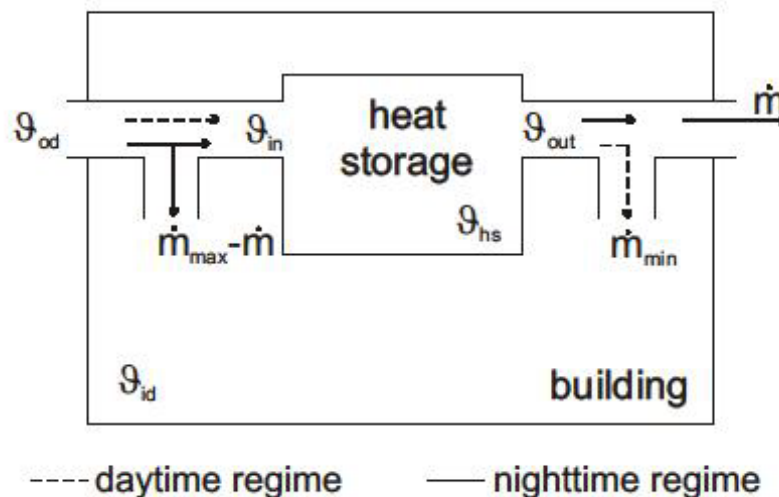 ϑod ϑin heat storage ϑout ṁ
ṁmax-ṁ ϑhs ṁmin
ϑid building
daytime regime nighttime regime